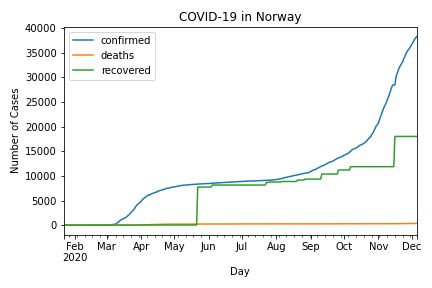 COVID-19 in Norway
40000
35000
30000
25000
20000
15000
10000
5000
0
Number of Cases
confirmed
deaths
recovered
Feb Mar Apr May Jun Jul Aug Sep Oct Nov Dec
2020
Day